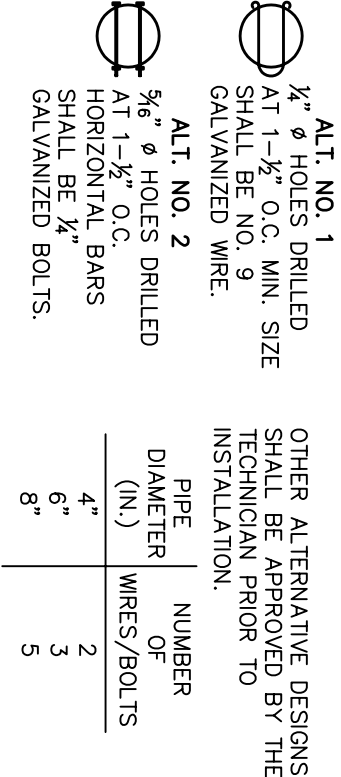 ALT. NO. 1
1/4" Ø HOLES DRILLED
AT 1-1/2" O.C. MIN. SIZE
SHALL BE NO. 9
GALVANIZED WIRE.
ALT. NO. 2
5/16" Ø HOLES DRILLED
AT 1-1/2" O.C.
HORIZONTAL BARS
SHALL BE 1/4"
GALVANIZED BOLTS.
OTHER ALTERNATIVE DESIGNS
SHALL BE APPROVED BY THE
TECHNICIAN PRIOR TO
INSTALLATION.
PIPE NUMBER
DIAMETER OF
(IN.) WIRES/BOLTS
4" 2
6" 3
8" 5